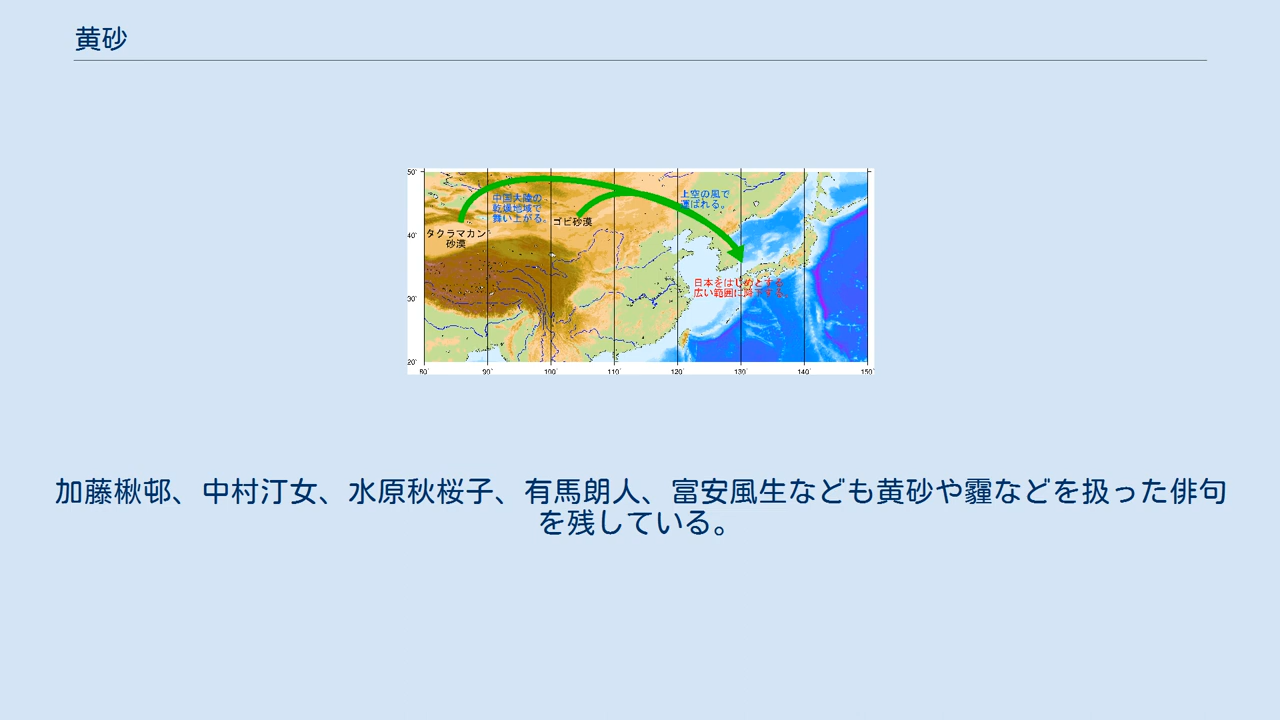 黄砂
50°
中国大陸の
乾燥地域で
舞い上がる。
上空の風で
運ばれる。
ゴビ砂漠
タクラマカン
砂漠
40°
日本をはじめとする
広い範囲に降下する。
30°
20°
80°
90°
100°
110°
120°
130°
140°
150°
加藤楸邨、中村汀女、水原秋桜子、有馬朗人、富安風生なども黄砂や霾などを扱った俳句
を残している。